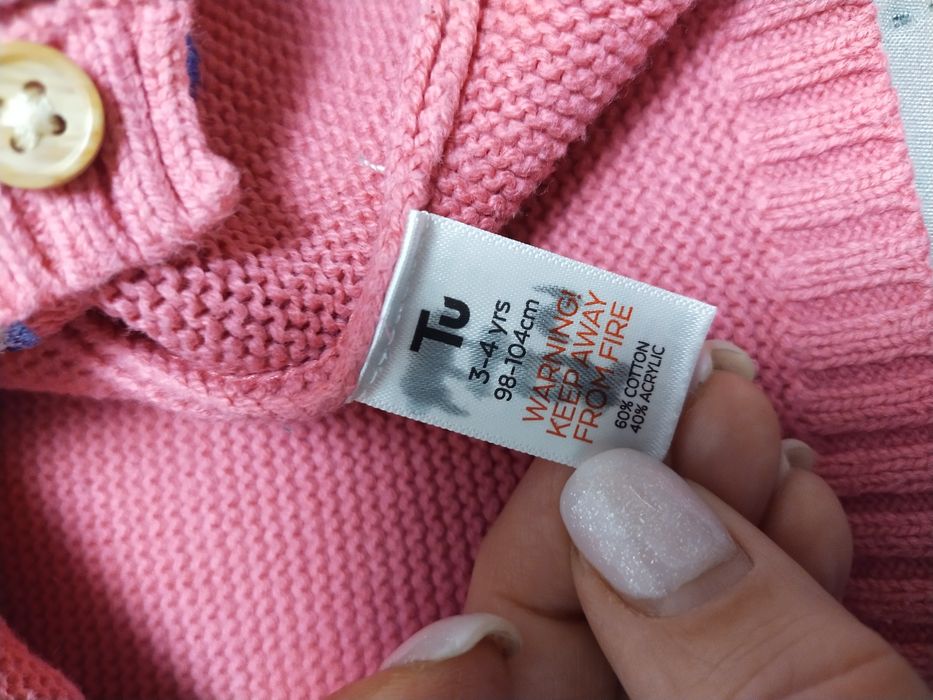 Tu
3-4 yrs
98-104cm
WARNING!
KEEP AWAY
FROM FIRE
60% COTTON
40% ACRYLIC